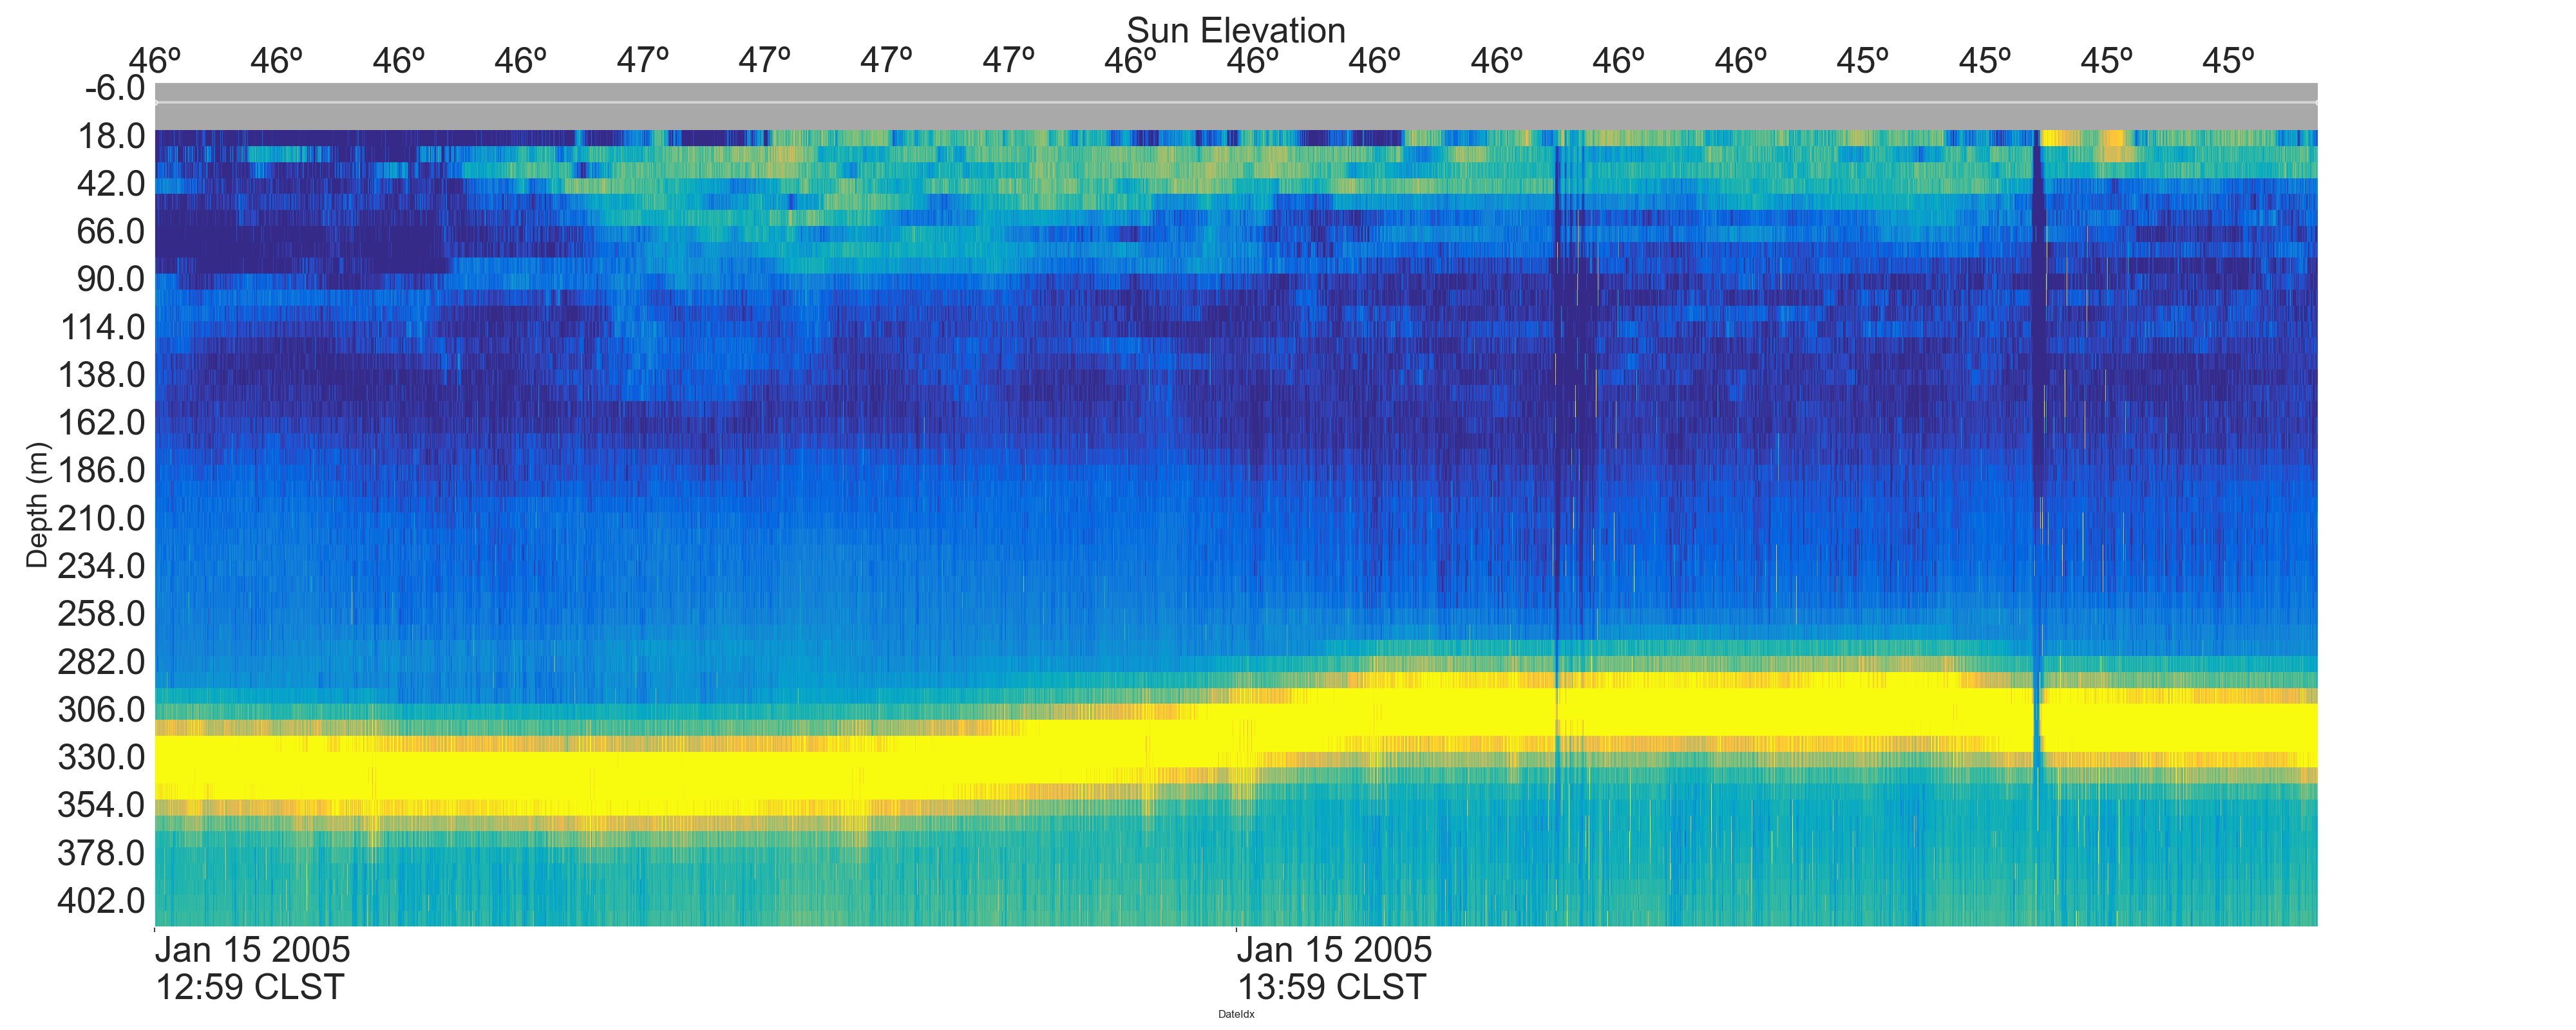 Sun Elevation
46º 46º 46º 46º 47º 47º 47º 47º 46º 46º 46º 46º 46º 46º 45º 45º 45º 45º
-6.0
18.0
42.0
66.0
90.0
114.0
138.0
162.0
186.0
210.0
234.0
258.0
282.0
306.0
330.0
354.0
378.0
402.0
Depth (m)
Jan 15 2005
12:59 CLST
Jan 15 2005
13:59 CLST
DateIdx